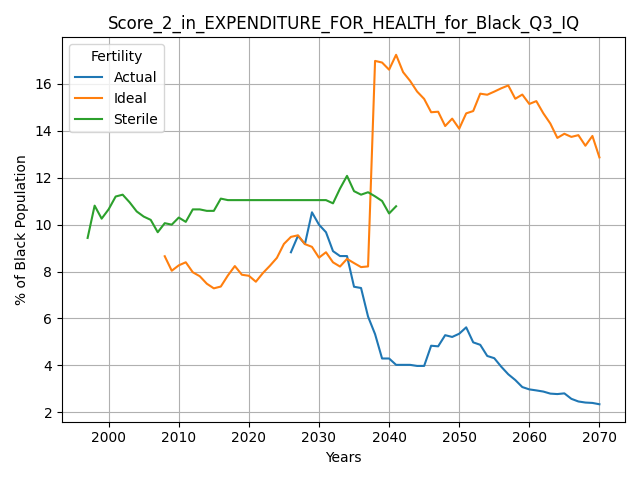 Score_2_in_EXPENDITURE_FOR_HEALTH_for_Black_Q3_IQ
Fertility
Actual
Ideal
Sterile
% of Black Population
16
14
12
10
8
6
4
2
2000 2010 2020 2030 2040 2050 2060 2070
Years